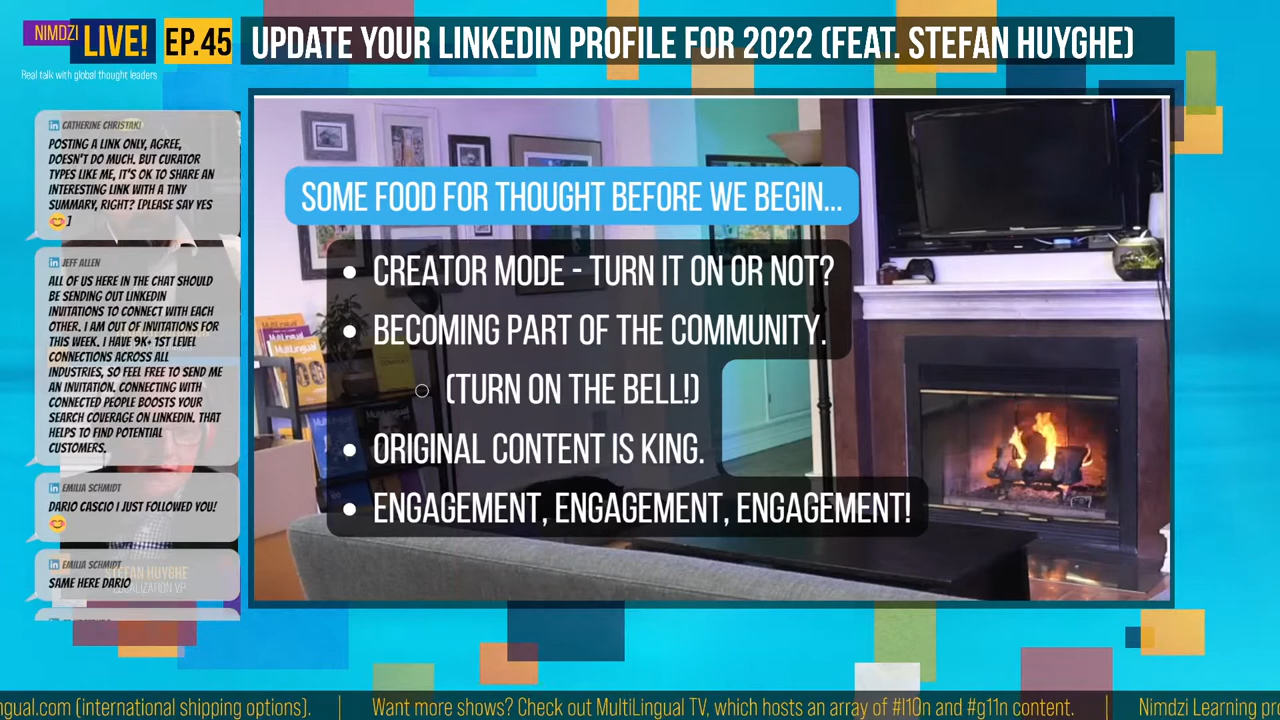 NIMDZI LIVE!
EP.45
UPDATE YOUR LINKEDIN PROFILE FOR 2022 (FEAT. STEFAN HUYGHE)
Real talk with global thought leaders
CATHERINE CHRISTAKI
POSTING A LINK ONLY, AGREE,
DOESN'T DO MUCH. BUT CURATOR
TYPES LIKE ME, IT'S OK TO SHARE AN
INTERESTING LINK WITH A TINY
SUMMARY, RIGHT? [PLEASE SAY YES
😊]
JEFF ALLEN
ALL OF US HERE IN THE CHAT SHOULD
BE SENDING OUT LINKEDIN
INVITATIONS TO CONNECT WITH EACH
OTHER. I AM OUT OF INVITATIONS FOR
THIS WEEK. I HAVE 9K+ 1ST LEVEL
CONNECTIONS ACROSS ALL
INDUSTRIES, SO FEEL FREE TO SEND ME
AN INVITATION. CONNECTING WITH
CONNECTED PEOPLE BOOSTS YOUR
SEARCH COVERAGE ON LINKEDIN. THAT
HELPS TO FIND POTENTIAL
CUSTOMERS.
EMILIA SCHMIDT
DARIO CASCIO I JUST FOLLOWED YOU!
😊
EMILIA SCHMIDT
SAME HERE DARIO
STEFAN HUYGHE
LOCALIZATION VP
SOME FOOD FOR THOUGHT BEFORE WE BEGIN...
• CREATOR MODE - TURN IT ON OR NOT?
• BECOMING PART OF THE COMMUNITY.
○ (TURN ON THE BELL!)
• ORIGINAL CONTENT IS KING.
• ENGAGEMENT, ENGAGEMENT, ENGAGEMENT!
MultiLingual
MultiLingual
ngual.com (international shipping options). | Want more shows? Check out MultiLingual TV, which hosts an array of #l10n and #g11n content. | Nimdzi Learning pro